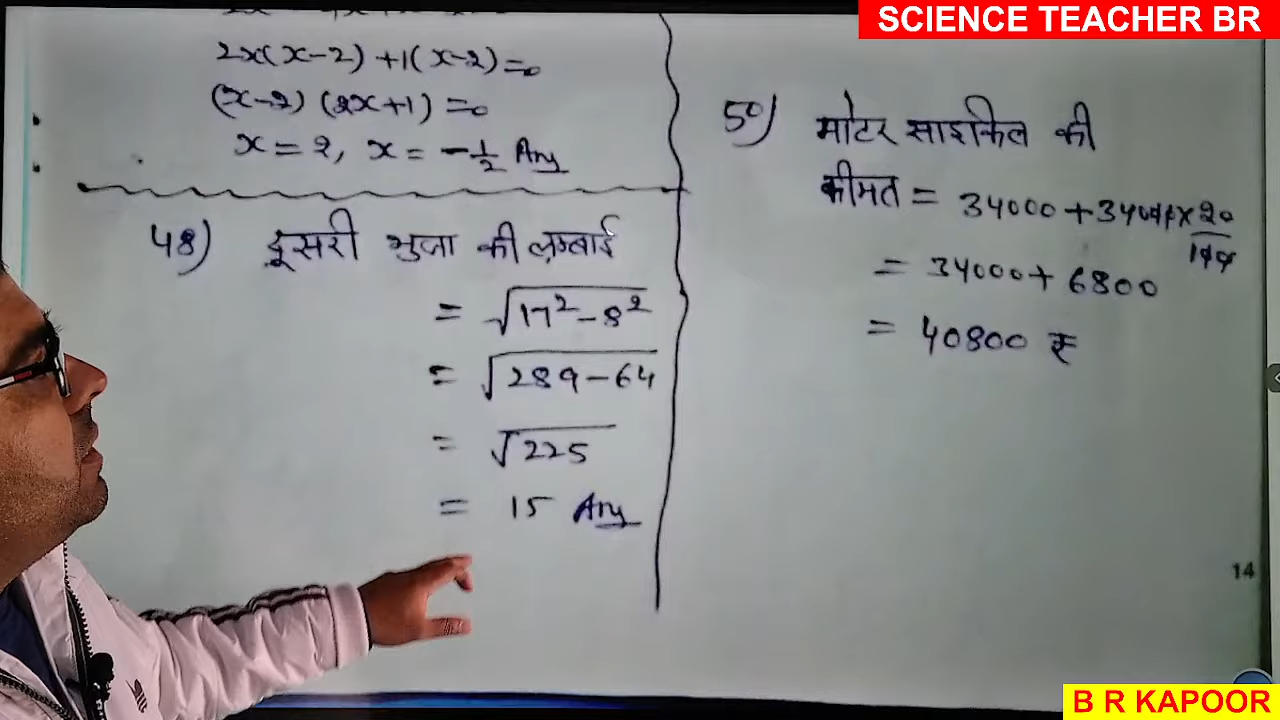 SCIENCE TEACHER BR
2x(x-2)+1(x-2)=0
(x-2) (2x+1)=0
x=2, x=-1/2 Ans
48) दूसरी भुजा की लम्बाई
= √17²-8²
= √289-64
= √225
= 15 Ans
50) मोटर साइकिल की
कीमत = 34000+34000×20/100
= 34000+6800
= 40800 ₹
14
B R KAPOOR